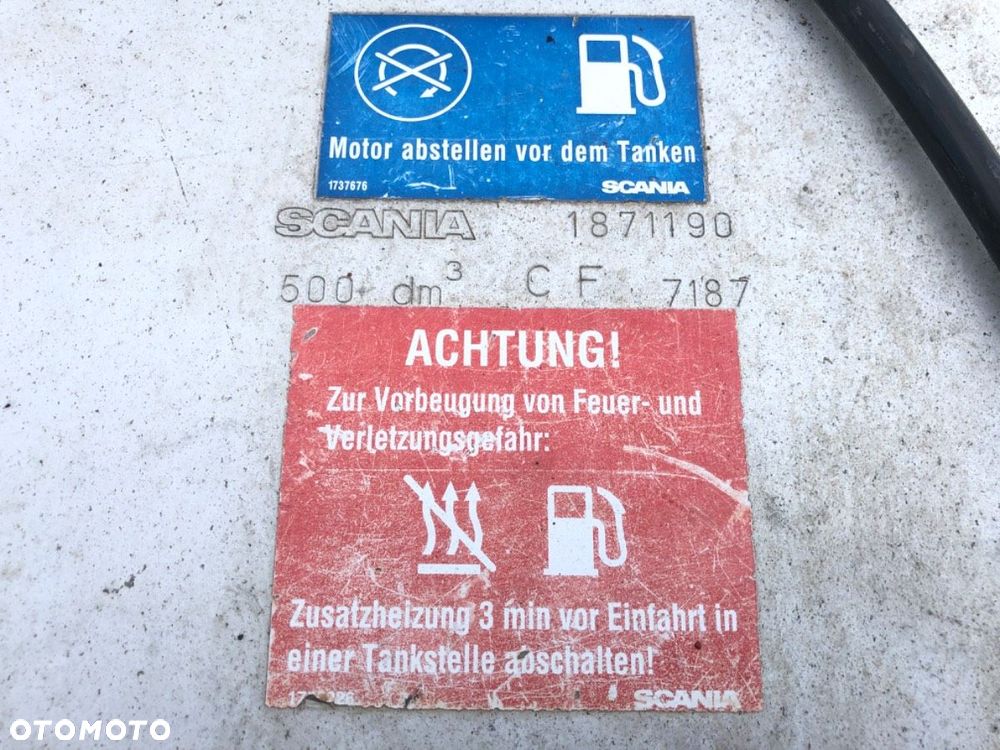 Motor abstellen vor dem Tanken
1737676 SCANIA
SCANIA 1871190
500 dm³ C F 7187
ACHTUNG!
Zur Vorbeugung von Feuer- und
Verletzungsgefahr:
Zusatzheizung 3 min vor Einfahrt in
einer Tankstelle abschalten!
SCANIA
OTOMOTO